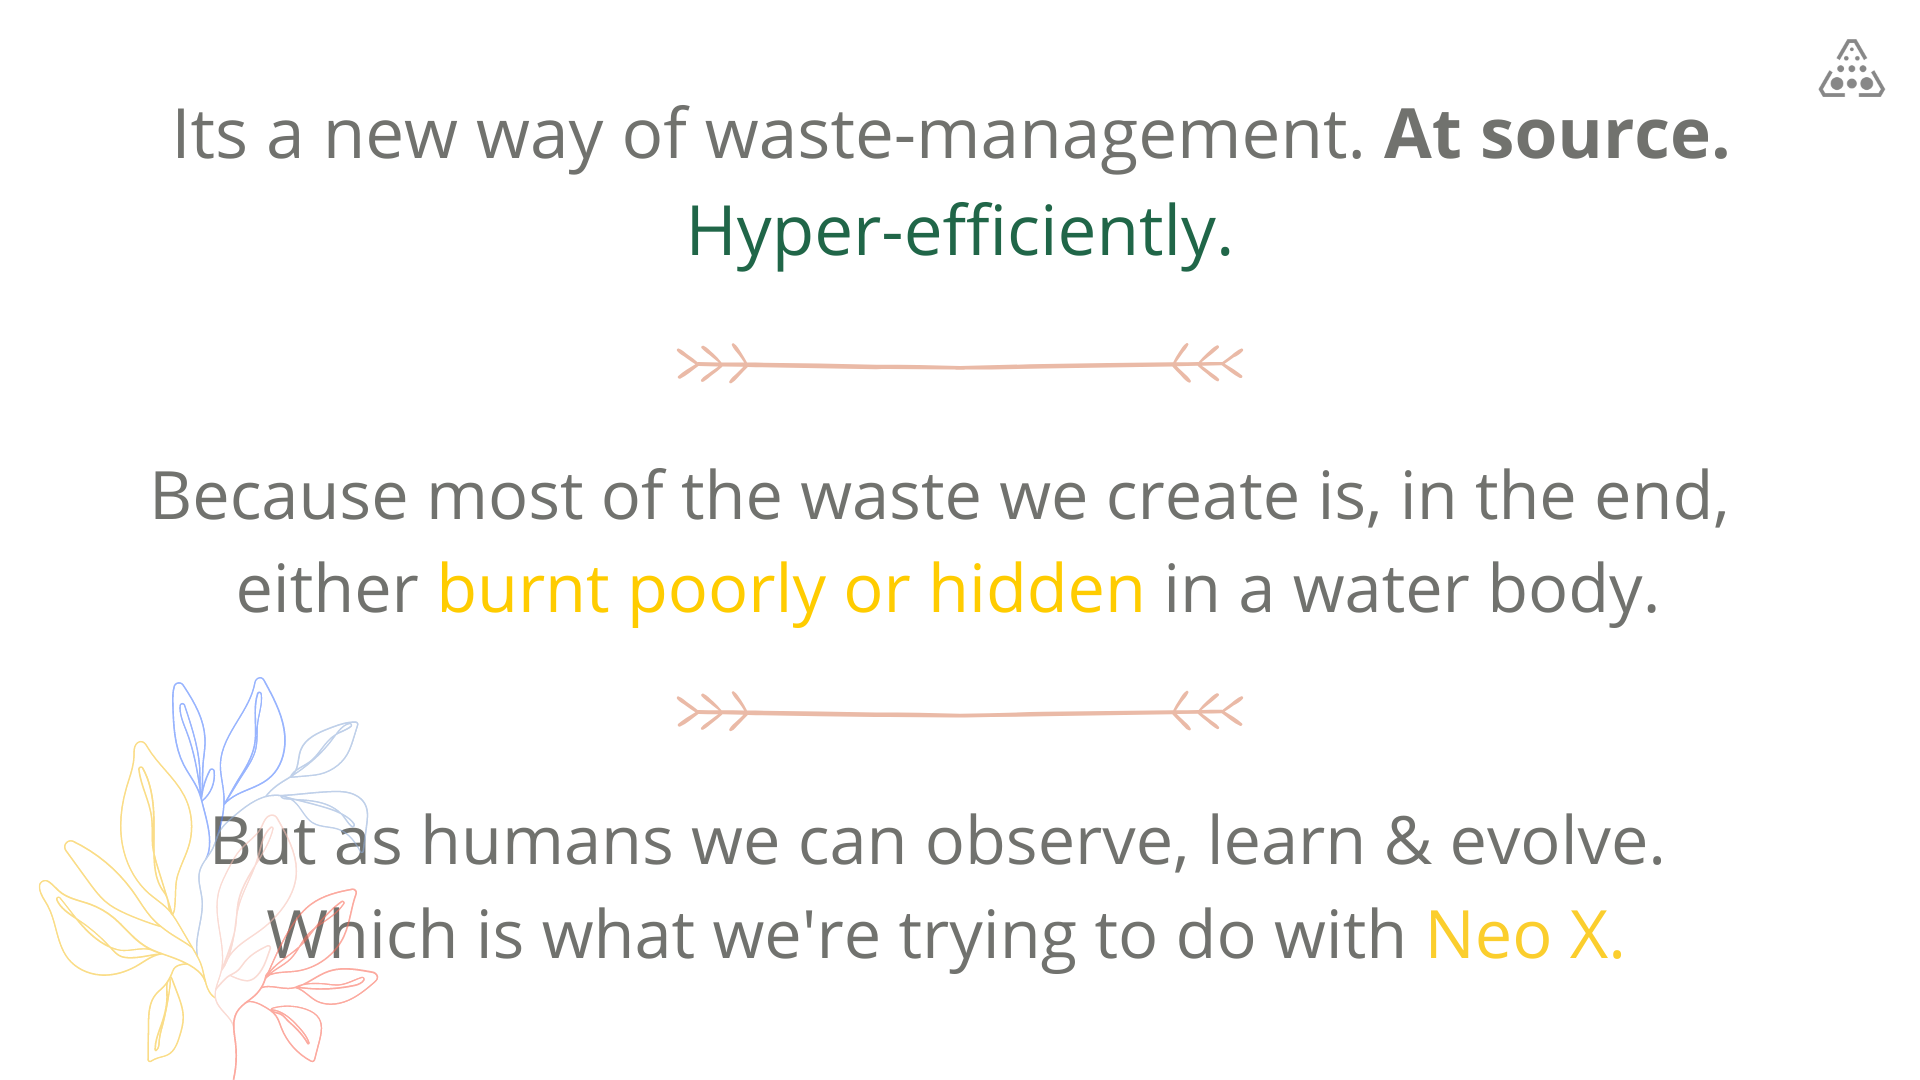 Its a new way of waste-management. At source.
Hyper-efficiently.
Because most of the waste we create is, in the end,
either burnt poorly or hidden in a water body.
But as humans we can observe, learn & evolve.
Which is what we're trying to do with Neo X.